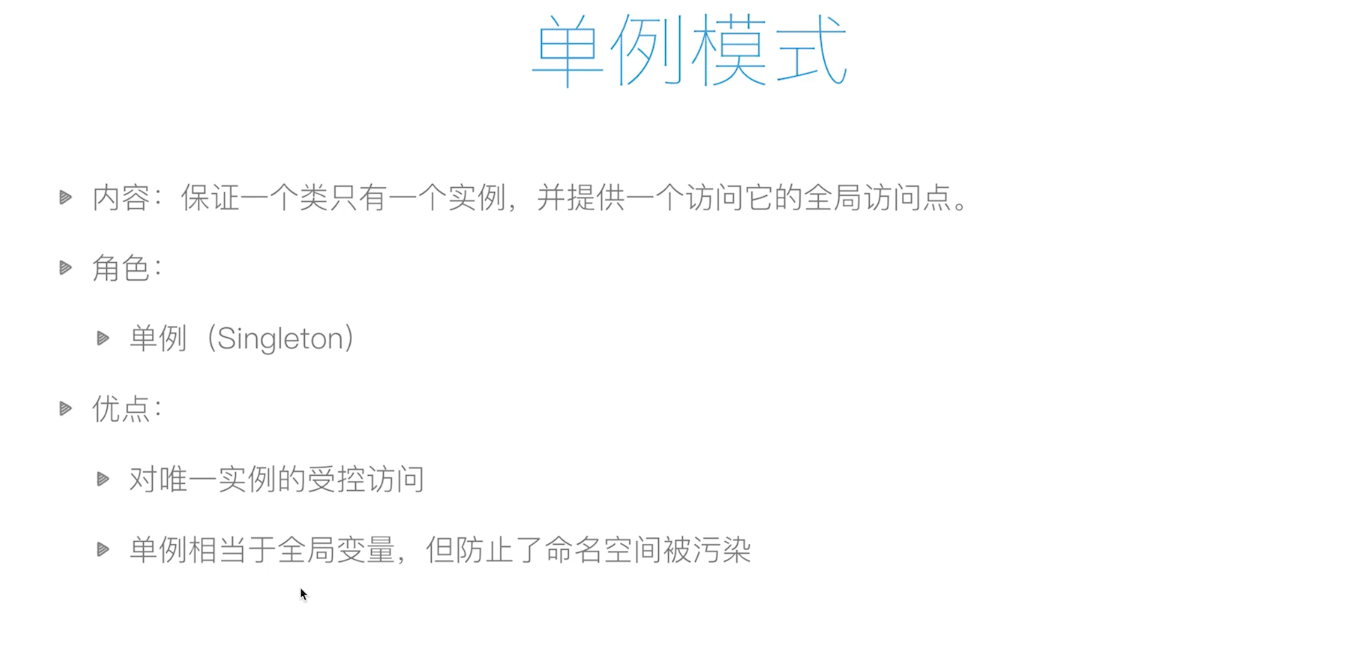 单例模式
内容：保证一个类只有一个实例，并提供一个访问它的全局访问点。
角色：
单例（Singleton）
优点：
对唯一实例的受控访问
单例相当于全局变量，但防止了命名空间被污染